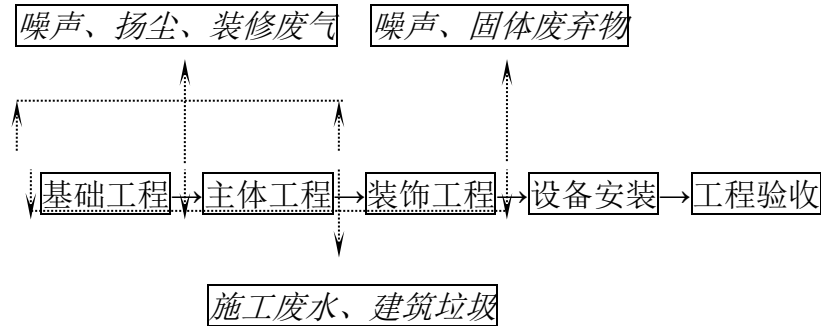 噪声、扬尘、装修废气 噪声、固体废弃物
基础工程→主体工程→装饰工程→设备安装→工程验收
施工废水、建筑垃圾